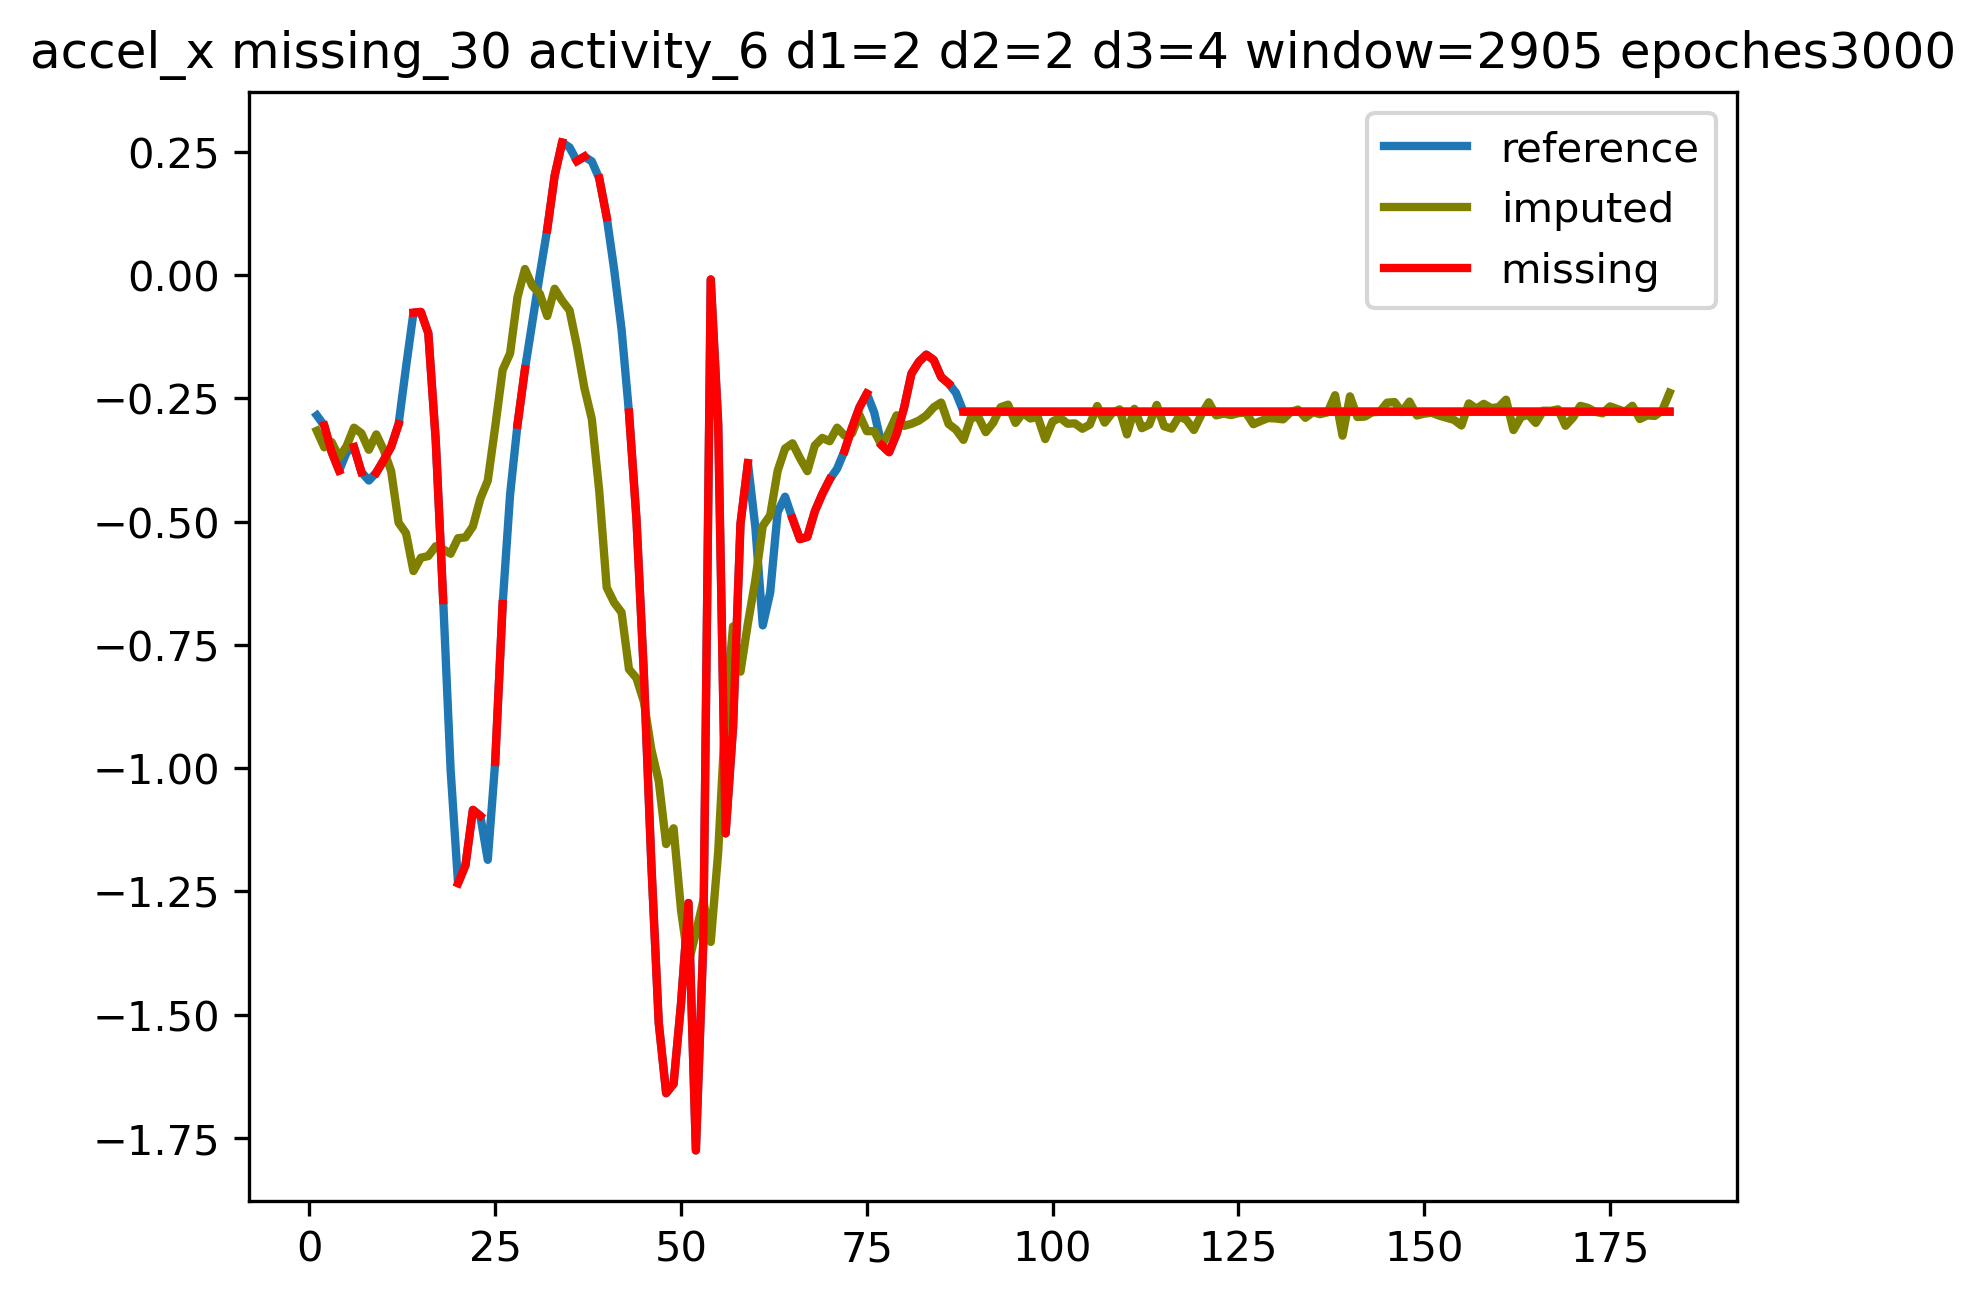 accel_x missing_30 activity_6 d1=2 d2=2 d3=4 window=2905 epoches3000
reference
imputed
missing
0.25
0.00
−0.25
−0.50
−0.75
−1.00
−1.25
−1.50
−1.75
0 25 50 75 100 125 150 175